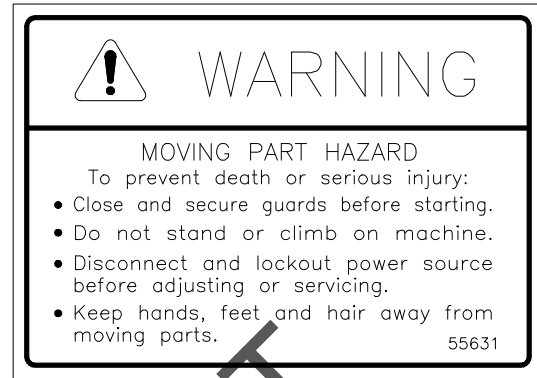 WARNING
MOVING PART HAZARD
To prevent death or serious injury:
• Close and secure guards before starting.
• Do not stand or climb on machine.
• Disconnect and lockout power source
before adjusting or servicing.
• Keep hands, feet and hair away from
moving parts.
55631